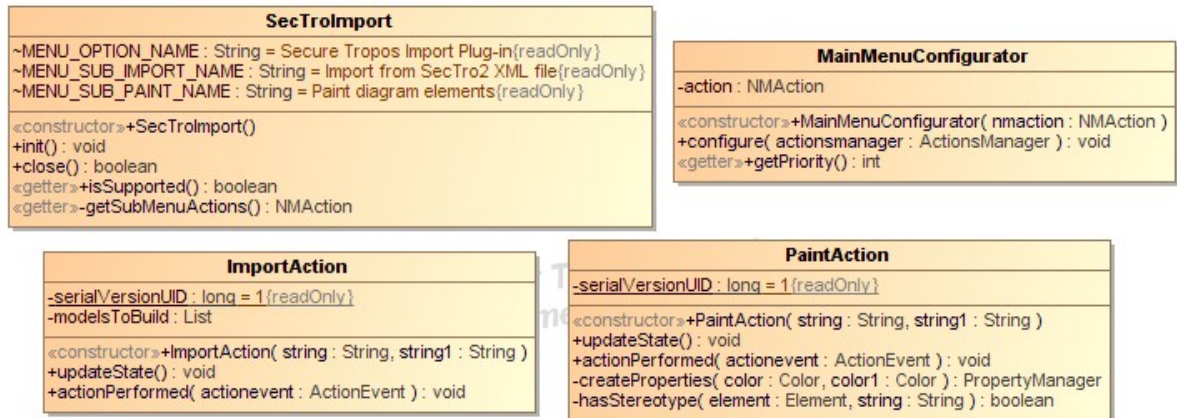 SecTroImport
~MENU_OPTION_NAME : String = Secure Tropos Import Plug-in{readOnly}
~MENU_SUB_IMPORT_NAME : String = Import from SecTro2 XML file{readOnly}
~MENU_SUB_PAINT_NAME : String = Paint diagram elements{readOnly}
«constructor»+SecTroImport()
+init() : void
+close() : boolean
«getter»+isSupported() : boolean
«getter»-getSubMenuActions() : NMAction
MainMenuConfigurator
-action : NMAction
«constructor»+MainMenuConfigurator( nmaction : NMAction )
+configure( actionsmanager : ActionsManager ) : void
«getter»+getPriority() : int
ImportAction
-serialVersionUID : long = 1{readOnly}
-modelsToBuild : List
«constructor»+ImportAction( string : String, string1 : String )
+updateState() : void
+actionPerformed( actionevent : ActionEvent ) : void
PaintAction
-serialVersionUID : long = 1{readOnly}
«constructor»+PaintAction( string : String, string1 : String )
+updateState() : void
+actionPerformed( actionevent : ActionEvent ) : void
-createProperties( color : Color, color1 : Color ) : PropertyManager
-hasStereotype( element : Element, string : String ) : boolean